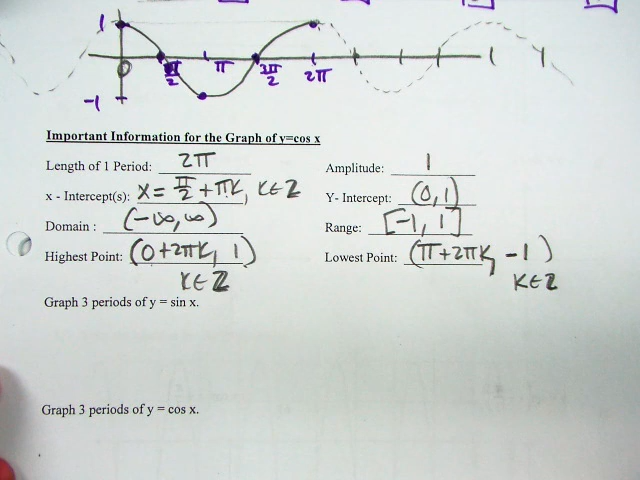 1
0 π/2 π 3π/2 2π
-1
Important Information for the Graph of y=cos x
Length of 1 Period: 2π Amplitude: 1
x - Intercept(s): x = π/2 + πK, K∈Z Y- Intercept: (0,1)
Domain : (-∞,∞) Range: [-1, 1]
Highest Point: (0+2πK, 1) Lowest Point: (π+2πK, -1)
K∈Z K∈Z
Graph 3 periods of y = sin x.
Graph 3 periods of y = cos x.